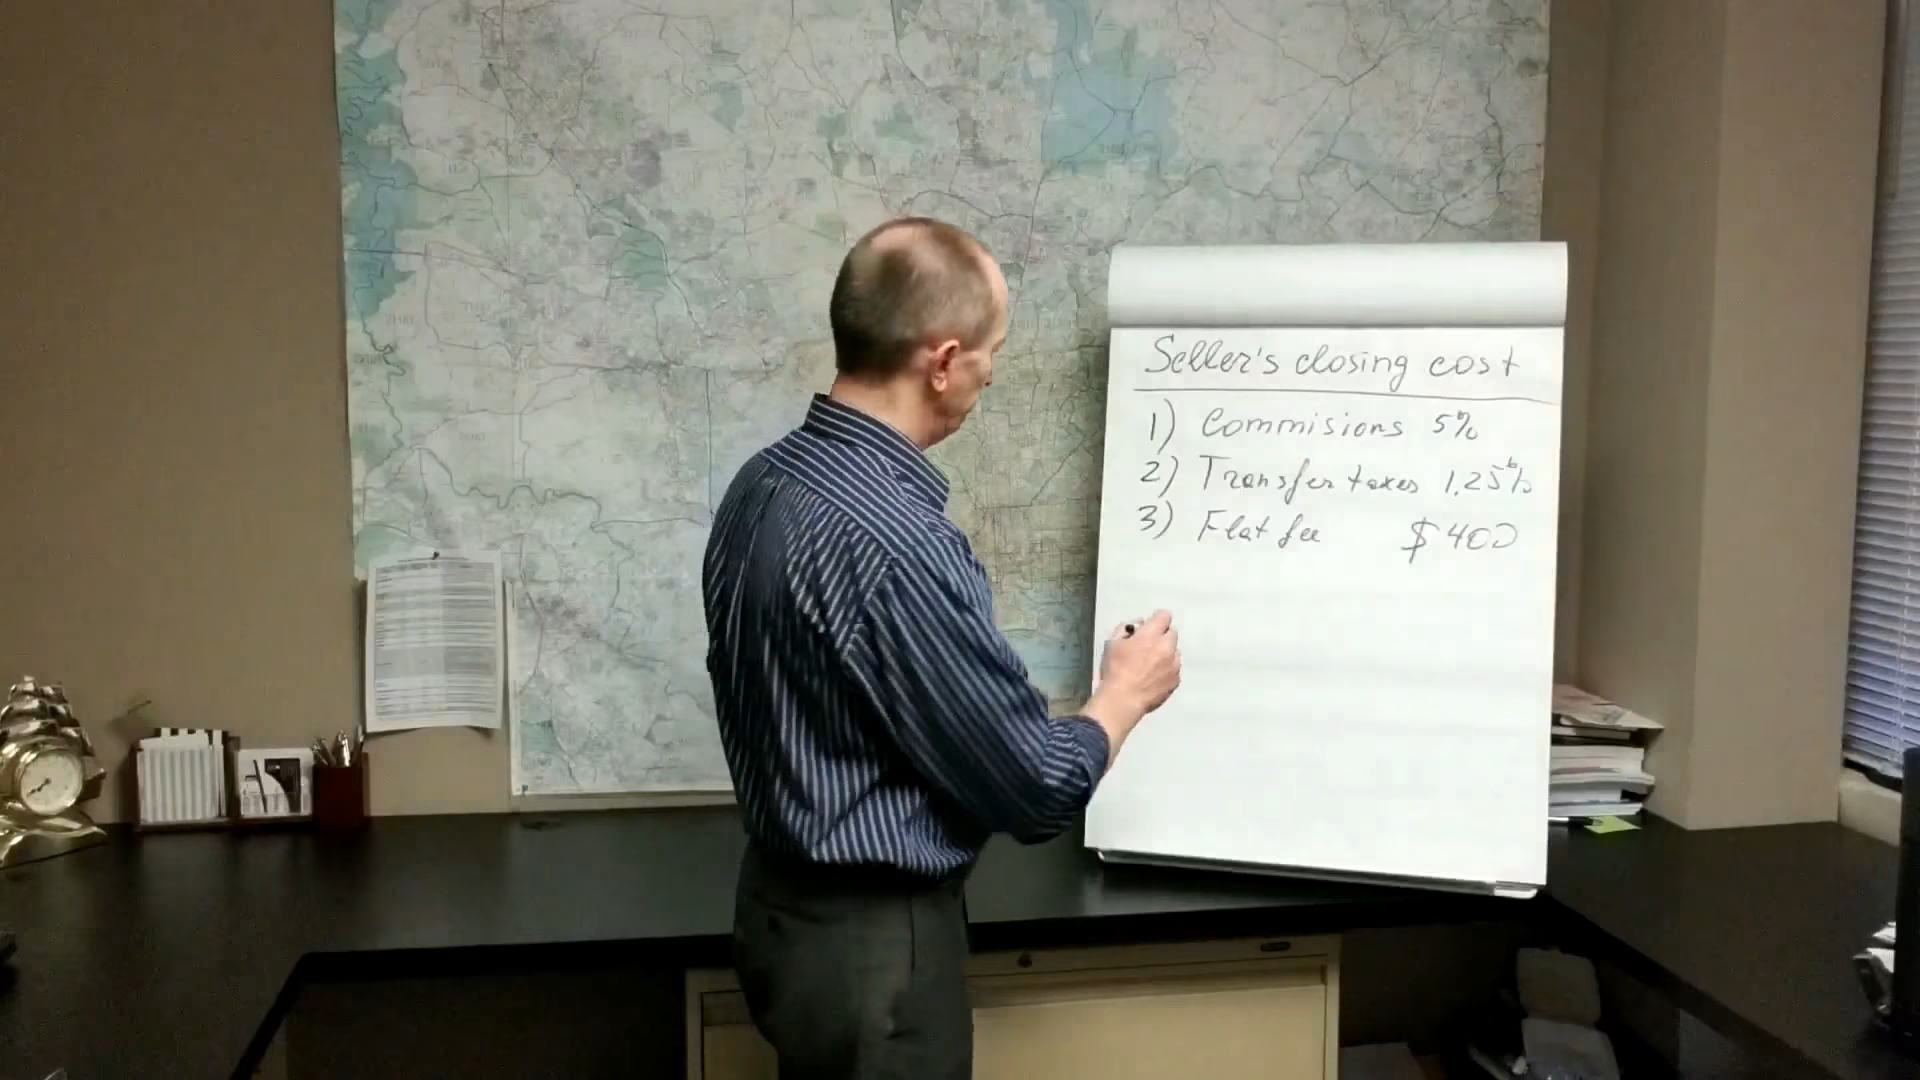 Seller's closing cost
1) Commisions 5%
2) Transfer taxes 1.25%
3) Flat fee $400